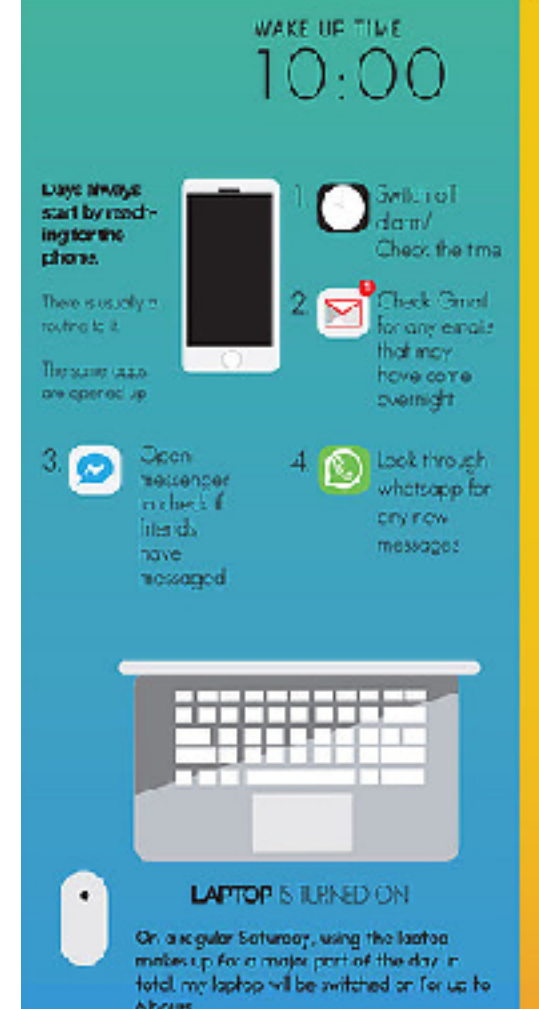 WAKE UP TIME
10:00
Days always
start by reach-
ing for the
phone.
There is usually a
routine to it.
The same apps
are opened up
1.
Switch off
alarm/
Check the time
2.
Check Gmail
for any emails
that may
have come
overnight
3.
Open
messenger
to check if
friends
have
messaged
4.
Look through
whatsapp for
any new
messages
LAPTOP IS TURNED ON
On a regular Saturday, using the laptop
makes up for a major part of the day. In
total, my laptop will be switched on for up to
hours